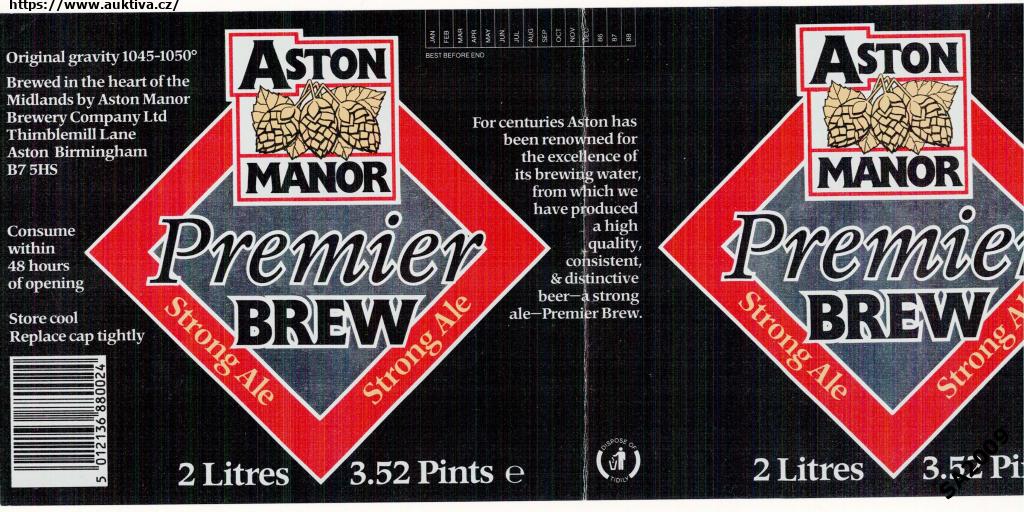 https://www.auktiva.cz/
Original gravity 1045-1050°
Brewed in the heart of the
Midlands by Aston Manor
Brewery Company Ltd
Thimblemill Lane
Aston Birmingham
B7 5HS
Consume
within
48 hours
of opening
Store cool
Replace cap tightly
5 012136 880024
ASTON
MANOR
Premier
BREW
Strong Ale
Strong Ale
2 Litres
3.52 Pints e
JAN
FEB
MAR
APR
MAY
JUN
JUL
AUG
SEP
OCT
NOV
DEC
86
87
88
BEST BEFORE END
For centuries Aston has
been renowned for
the excellence of
its brewing water,
from which we
have produced
a high
quality,
consistent,
& distinctive
beer—a strong
ale—Premier Brew.
DISPOSE OF
TIDILY
ASTON
MANOR
Premier
BREW
Strong Ale
Strong Al
2 Litres
3.52 Pi